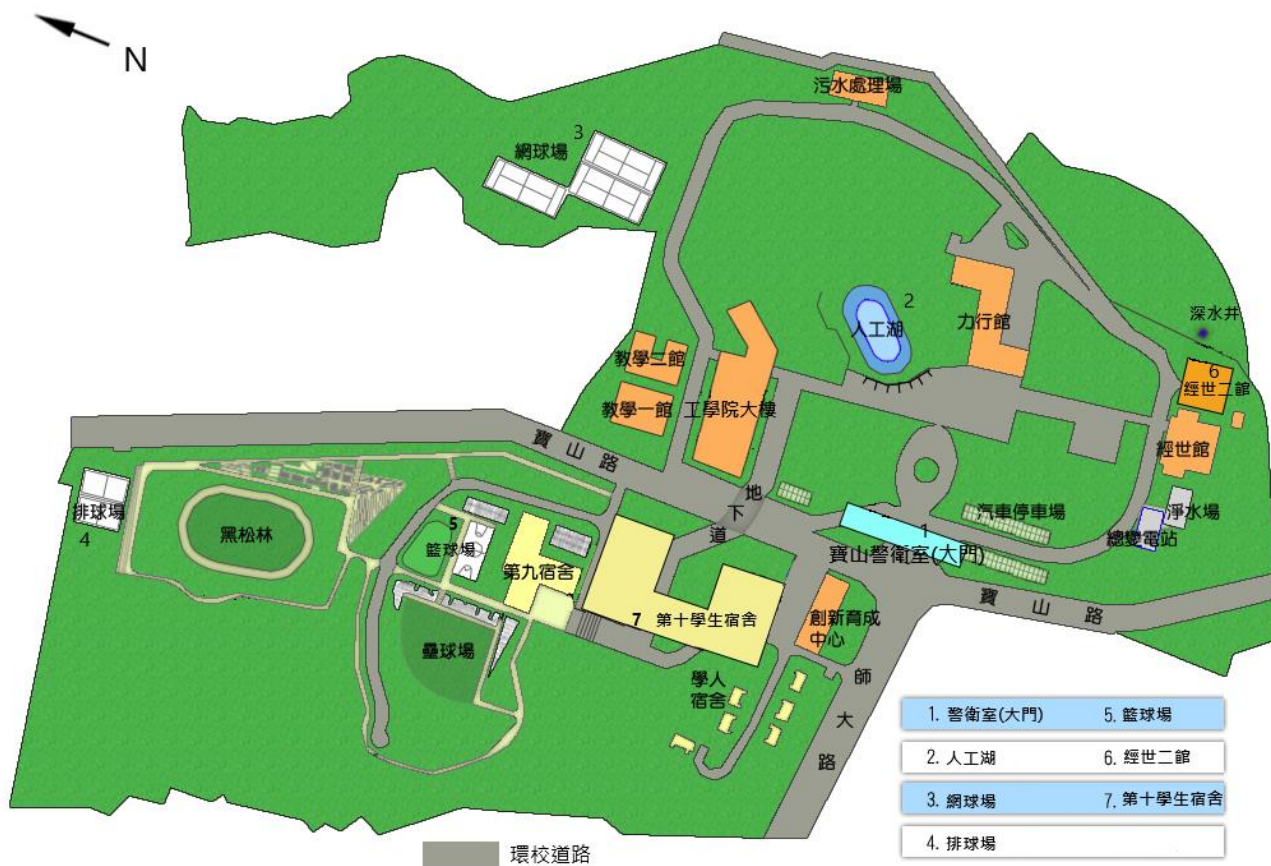 N
污水處理場
3
網球場
2
人工湖
力行館
深水井
6
經世二館
教學二館
教學一館
工學院大樓
經世館
寶山路
排球場
4
黑松林
5
籃球場
第九宿舍
地下道
汽車停車場
淨水場
總變電站
1
寶山警衛室(大門)
寶山路
7 第十學生宿舍
創新育成
中心
壘球場
學人
宿舍
師大路
1. 警衛室(大門) 5. 籃球場
2. 人工湖 6. 經世二館
3. 網球場 7. 第十學生宿舍
4. 排球場
環校道路